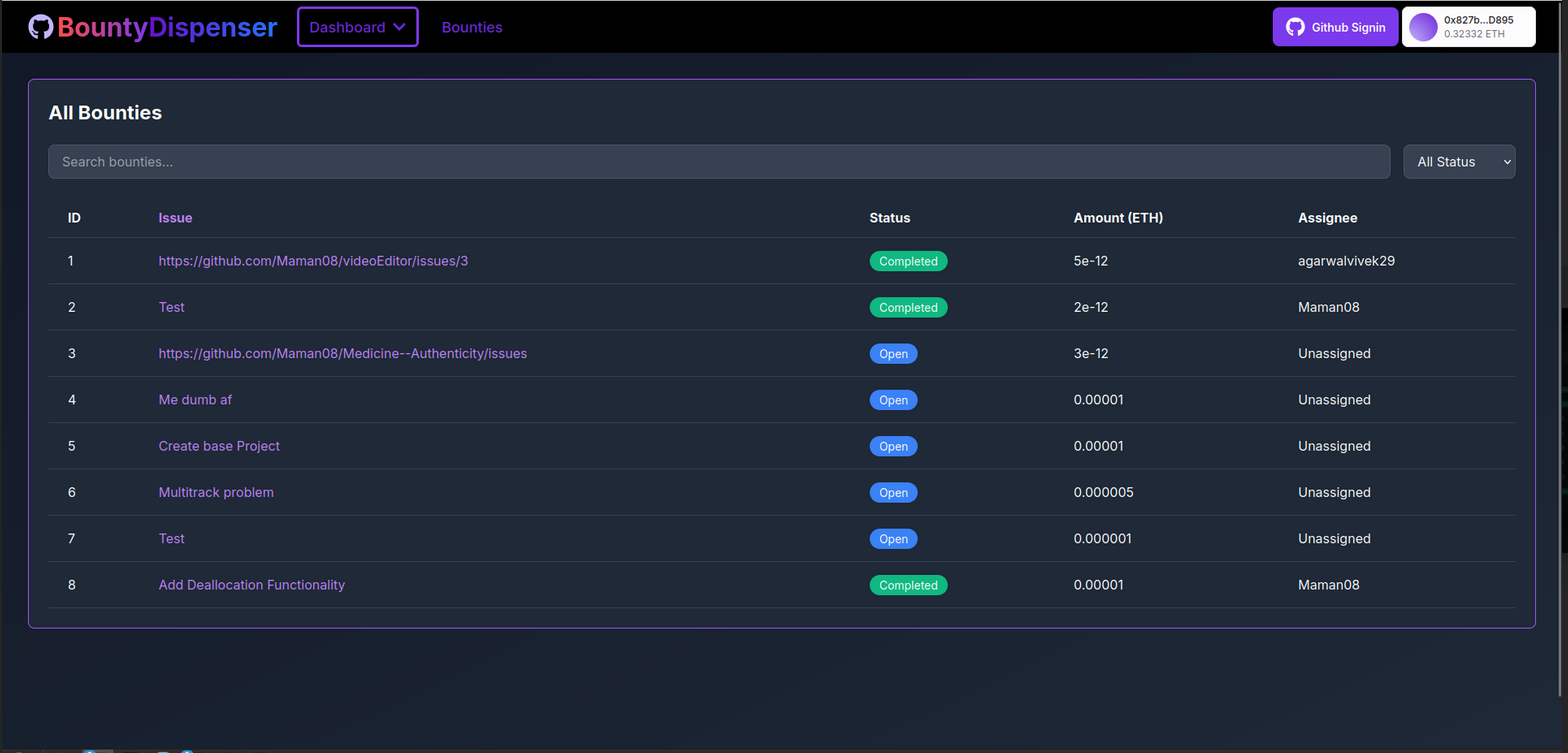 BountyDispenser Dashboard Bounties Github Signin 0x827b...D895
0.32332 ETH
All Bounties
Search bounties... All Status
ID Issue Status Amount (ETH) Assignee
1 https://github.com/Maman08/videoEditor/issues/3 Completed 5e-12 agarwalvivek29
2 Test Completed 2e-12 Maman08
3 https://github.com/Maman08/Medicine--Authenticity/issues Open 3e-12 Unassigned
4 Me dumb af Open 0.00001 Unassigned
5 Create base Project Open 0.00001 Unassigned
6 Multitrack problem Open 0.000005 Unassigned
7 Test Open 0.000001 Unassigned
8 Add Deallocation Functionality Completed 0.00001 Maman08